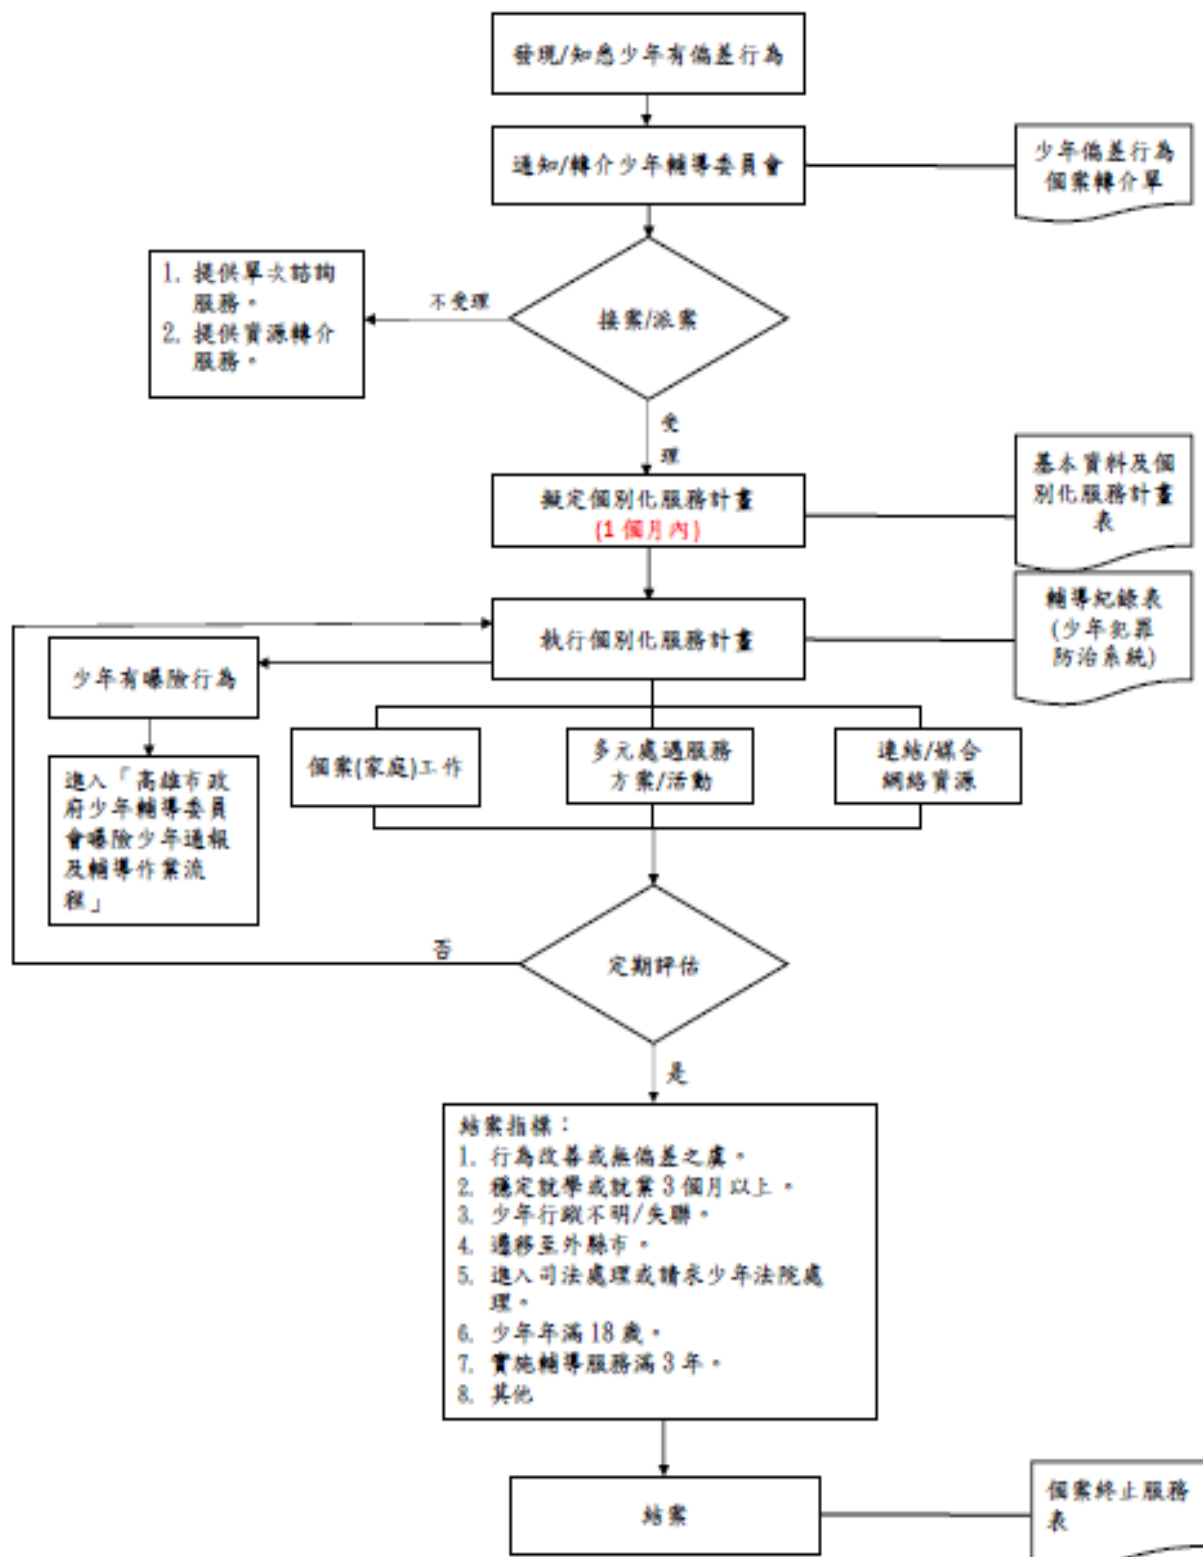 發現/知悉少年有偏差行為
通知/轉介少年輔導委員會
少年偏差行為
個案轉介單
接案/派案
不受理
1. 提供單次諮詢
服務。
2. 提供資源轉介
服務。
受
理
擬定個別化服務計畫
(1個月內)
基本資料及個
別化服務計畫
表
執行個別化服務計畫
輔導紀錄表
(少年犯罪
防治系統)
少年有曝險行為
進入「高雄市政
府少年輔導委員
會曝險少年通報
及輔導作業流
程」
個案(家庭)工作
多元處遇服務
方案/活動
連結/媒合
網絡資源
定期評估
否
是
結案指標：
1. 行為改善或無偏差之虞。
2. 穩定就學或就業3個月以上。
3. 少年行蹤不明/失聯。
4. 遷移至外縣市。
5. 進入司法處理或請求少年法院處
理。
6. 少年年滿18歲。
7. 實施輔導服務滿3年。
8. 其他
結案
個案終止服務
表